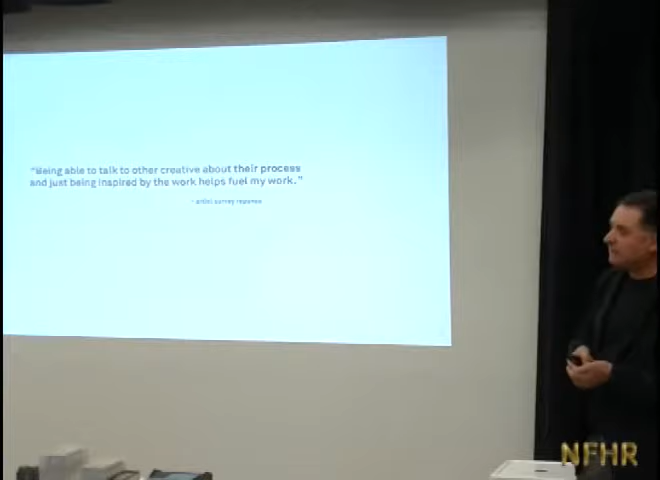 "Being able to talk to other creative about their process
and just being inspired by the work helps fuel my work."
- artist survey response
NFHR